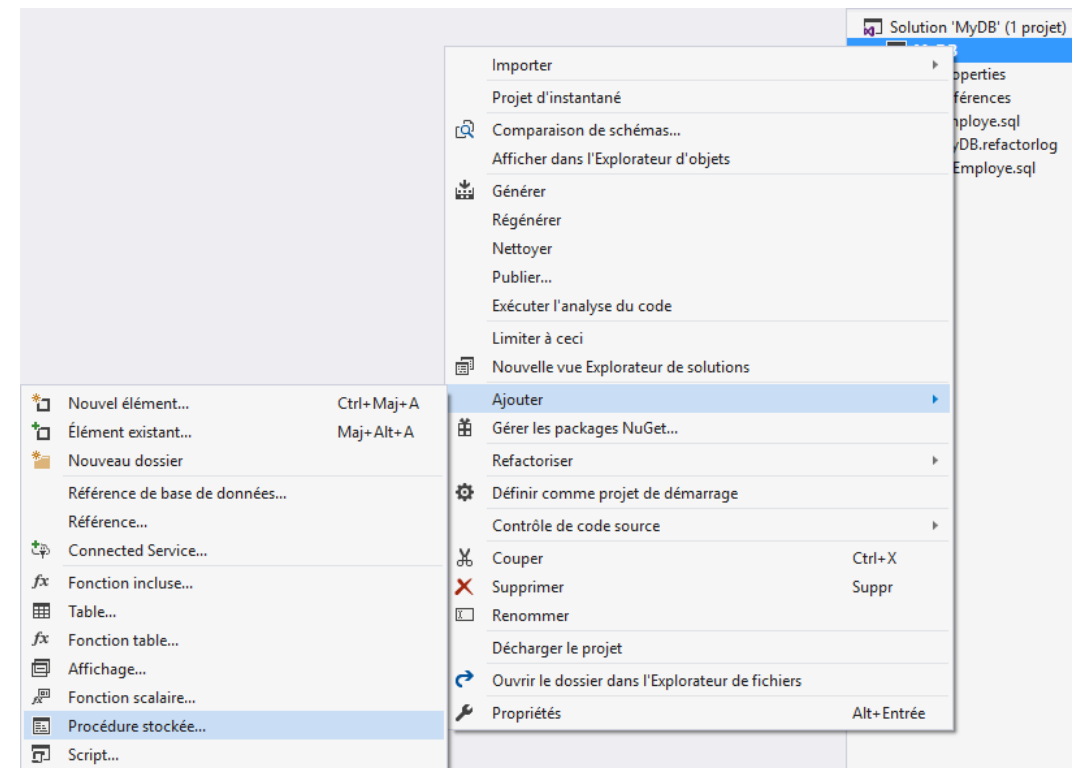 Solution 'MyDB' (1 projet)
Importer
Projet d'instantané
Comparaison de schémas...
Afficher dans l'Explorateur d'objets
Générer
Régénérer
Nettoyer
Publier...
Exécuter l'analyse du code
Limiter à ceci
Nouvelle vue Explorateur de solutions
Ajouter
Gérer les packages NuGet...
Refactoriser
Définir comme projet de démarrage
Contrôle de code source
Couper Ctrl+X
Supprimer Suppr
Renommer
Décharger le projet
Ouvrir le dossier dans l'Explorateur de fichiers
Propriétés Alt+Entrée
operties
férences
mploye.sql
yDB.refactorlog
Employe.sql
Nouvel élément... Ctrl+Maj+A
Élément existant... Maj+Alt+A
Nouveau dossier
Référence de base de données...
Référence...
Connected Service...
fx Fonction incluse...
Table...
fx Fonction table...
Affichage...
Fonction scalaire...
Procédure stockée...
Script...